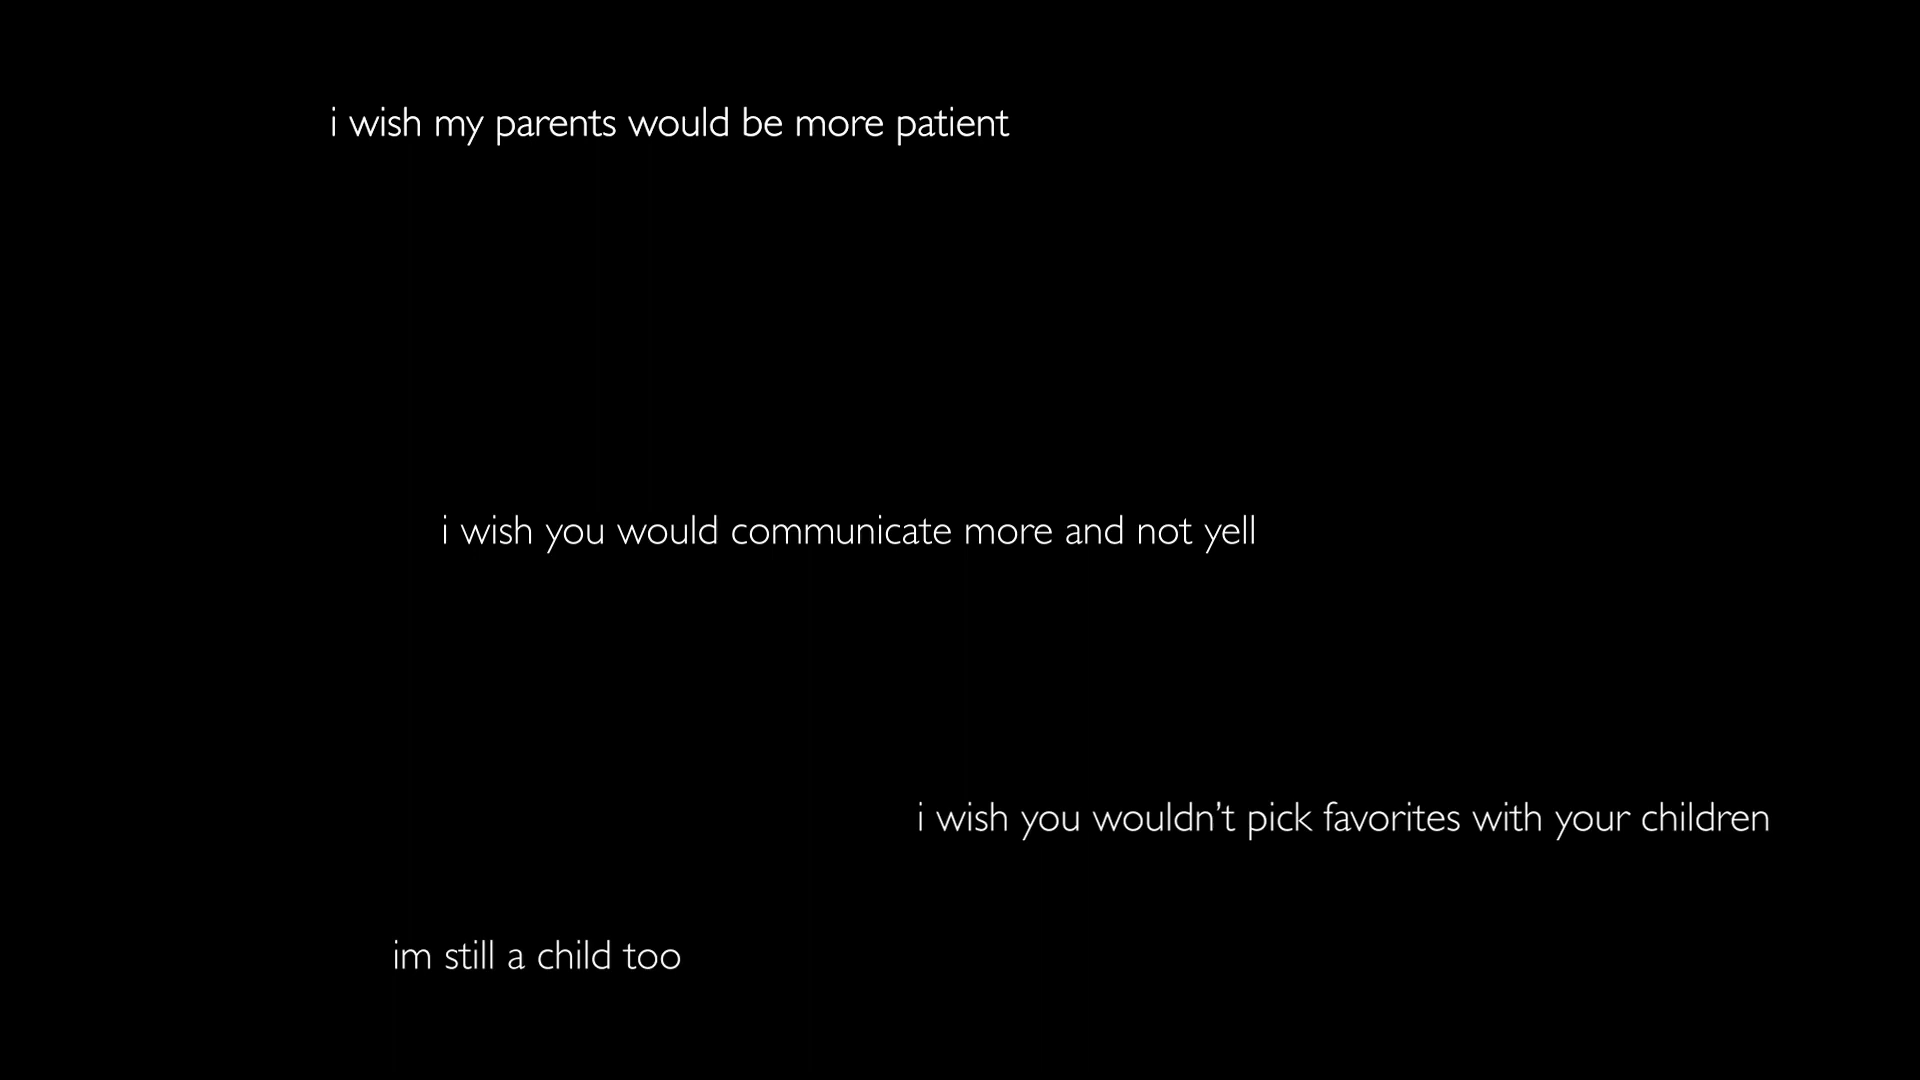 i wish my parents would be more patient
i wish you would communicate more and not yell
i wish you wouldn’t pick favorites with your children
im still a child too